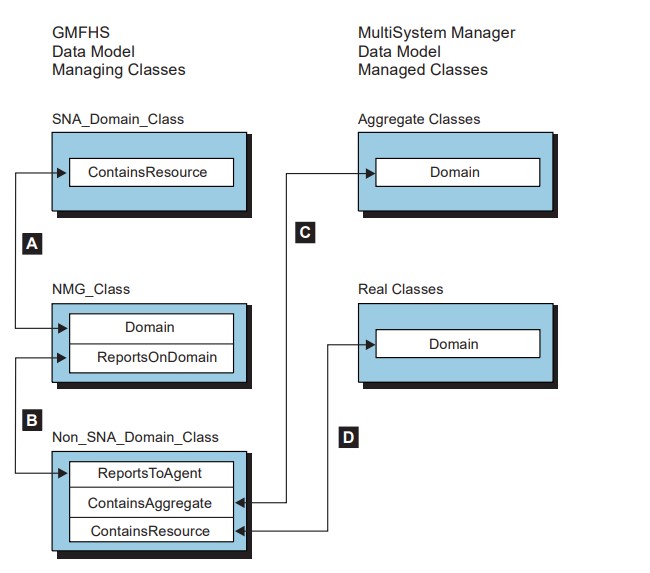 GMFHS
Data Model
Managing Classes
MultiSystem Manager
Data Model
Managed Classes
SNA_Domain_Class
ContainsResource
Aggregate Classes
Domain
A
C
NMG_Class
Domain
ReportsOnDomain
Real Classes
Domain
B
D
Non_SNA_Domain_Class
ReportsToAgent
ContainsAggregate
ContainsResource